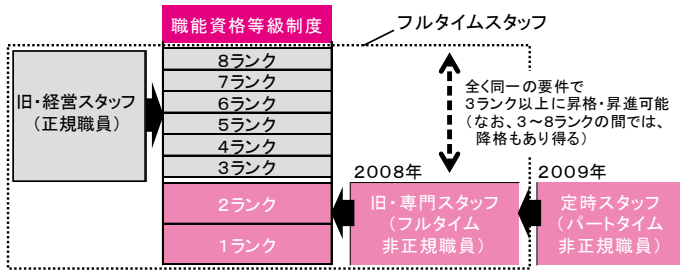 職能資格等級制度
フルタイムスタッフ
8ランク
7ランク
6ランク
5ランク
4ランク
3ランク
2ランク
1ランク
旧・経営スタッフ
（正規職員）
全く同一の要件で
3ランク以上に昇格・昇進可能
（なお、3～8ランクの間では、
降格もあり得る）
2008年
旧・専門スタッフ
（フルタイム
非正規職員）
2009年
定時スタッフ
（パートタイム
非正規職員）